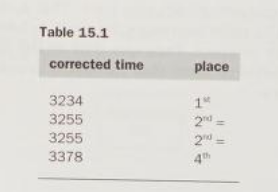 Table 15.1
corrected time place
3234 1st
3255 2nd =
3255 2nd =
3378 4th